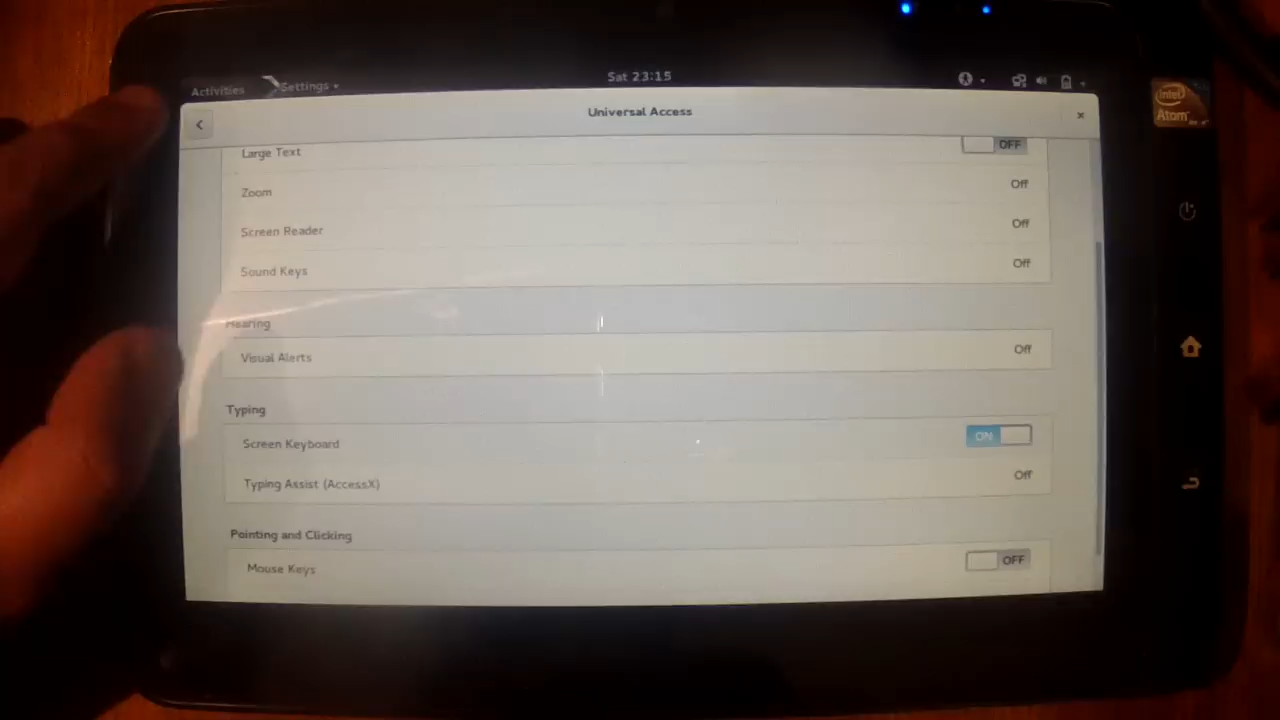 Activities Settings Sat 23:15
Universal Access
intel
Atom
Large Text OFF
Zoom Off
Screen Reader Off
Sound Keys Off
Hearing
Visual Alerts Off
Typing
Screen Keyboard ON
Typing Assist (AccessX) Off
Pointing and Clicking
Mouse Keys OFF